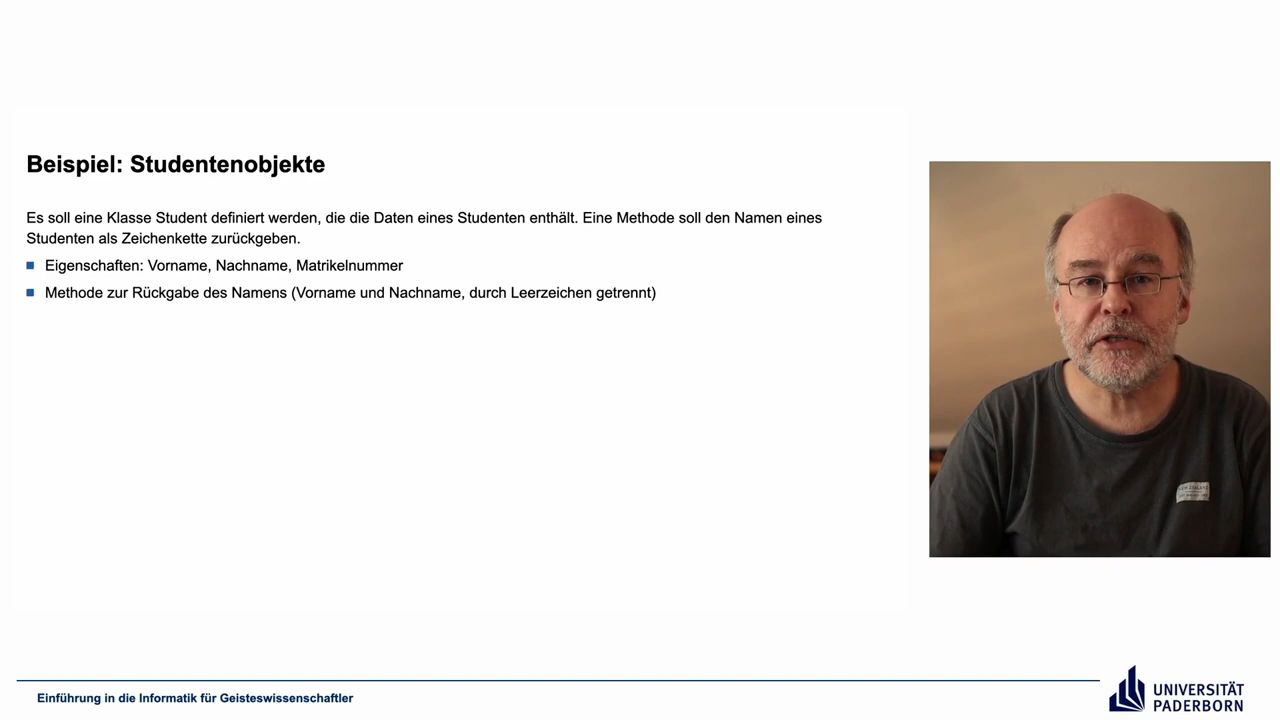 Beispiel: Studentenobjekte
Es soll eine Klasse Student definiert werden, die die Daten eines Studenten enthält. Eine Methode soll den Namen eines
Studenten als Zeichenkette zurückgeben.
Eigenschaften: Vorname, Nachname, Matrikelnummer
Methode zur Rückgabe des Namens (Vorname und Nachname, durch Leerzeichen getrennt)
Einführung in die Informatik für Geisteswissenschaftler
UNIVERSITÄT
PADERBORN